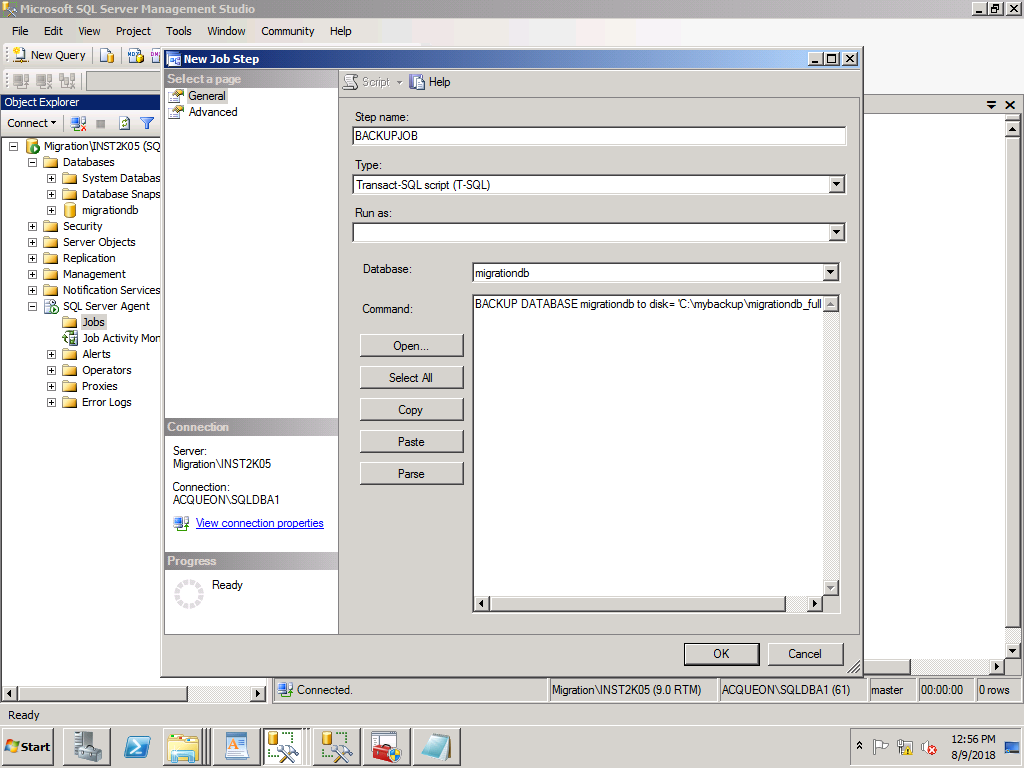 Microsoft SQL Server Management Studio
File Edit View Project Tools Window Community Help
New Query
New Job Step
Select a page
General
Advanced
Script
Help
Object Explorer
Connect
Migration\INST2K05 (SQ
Databases
System Databas
Database Snaps
migrationdb
Security
Server Objects
Replication
Management
Notification Services
SQL Server Agent
Jobs
Job Activity Mon
Alerts
Operators
Proxies
Error Logs
Step name:
BACKUPJOB
Type:
Transact-SQL script (T-SQL)
Run as:
Database:
migrationdb
Command:
BACKUP DATABASE migrationdb to disk= 'C:\mybackup\migrationdb_full
Open...
Select All
Copy
Paste
Parse
Connection
Server:
Migration\INST2K05
Connection:
ACQUEON\SQLDBA1
View connection properties
Progress
Ready
OK
Cancel
Connected.
Migration\INST2K05 (9.0 RTM)
ACQUEON\SQLDBA1 (61)
master
00:00:00
0 rows
Ready
Start
12:56 PM
8/9/2018